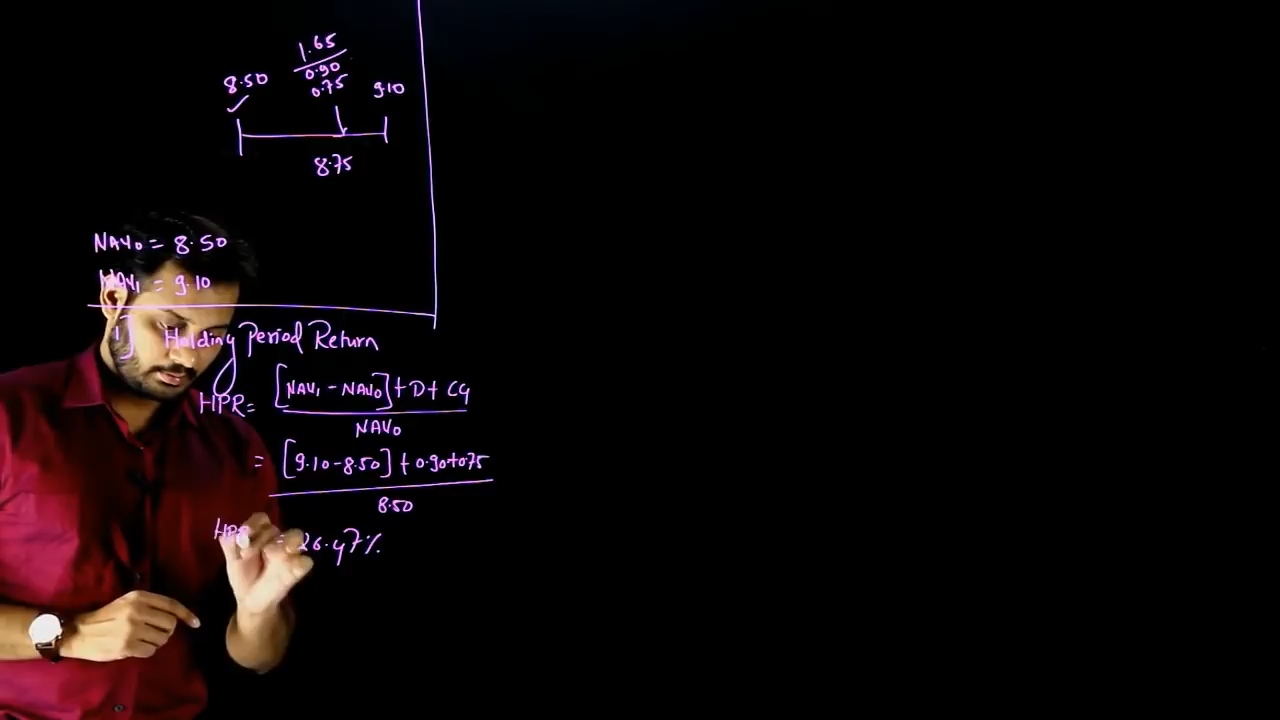 1.65
0.90
8.50 0.75 9.10
8.75
NAV₀ = 8.50
NAV₁ = 9.10
1] Holding Period Return
HPR = [NAV₁ - NAV₀] + D + CG
NAV₀
= [9.10-8.50] + 0.90+0.75
8.50
HPR = 26.47%